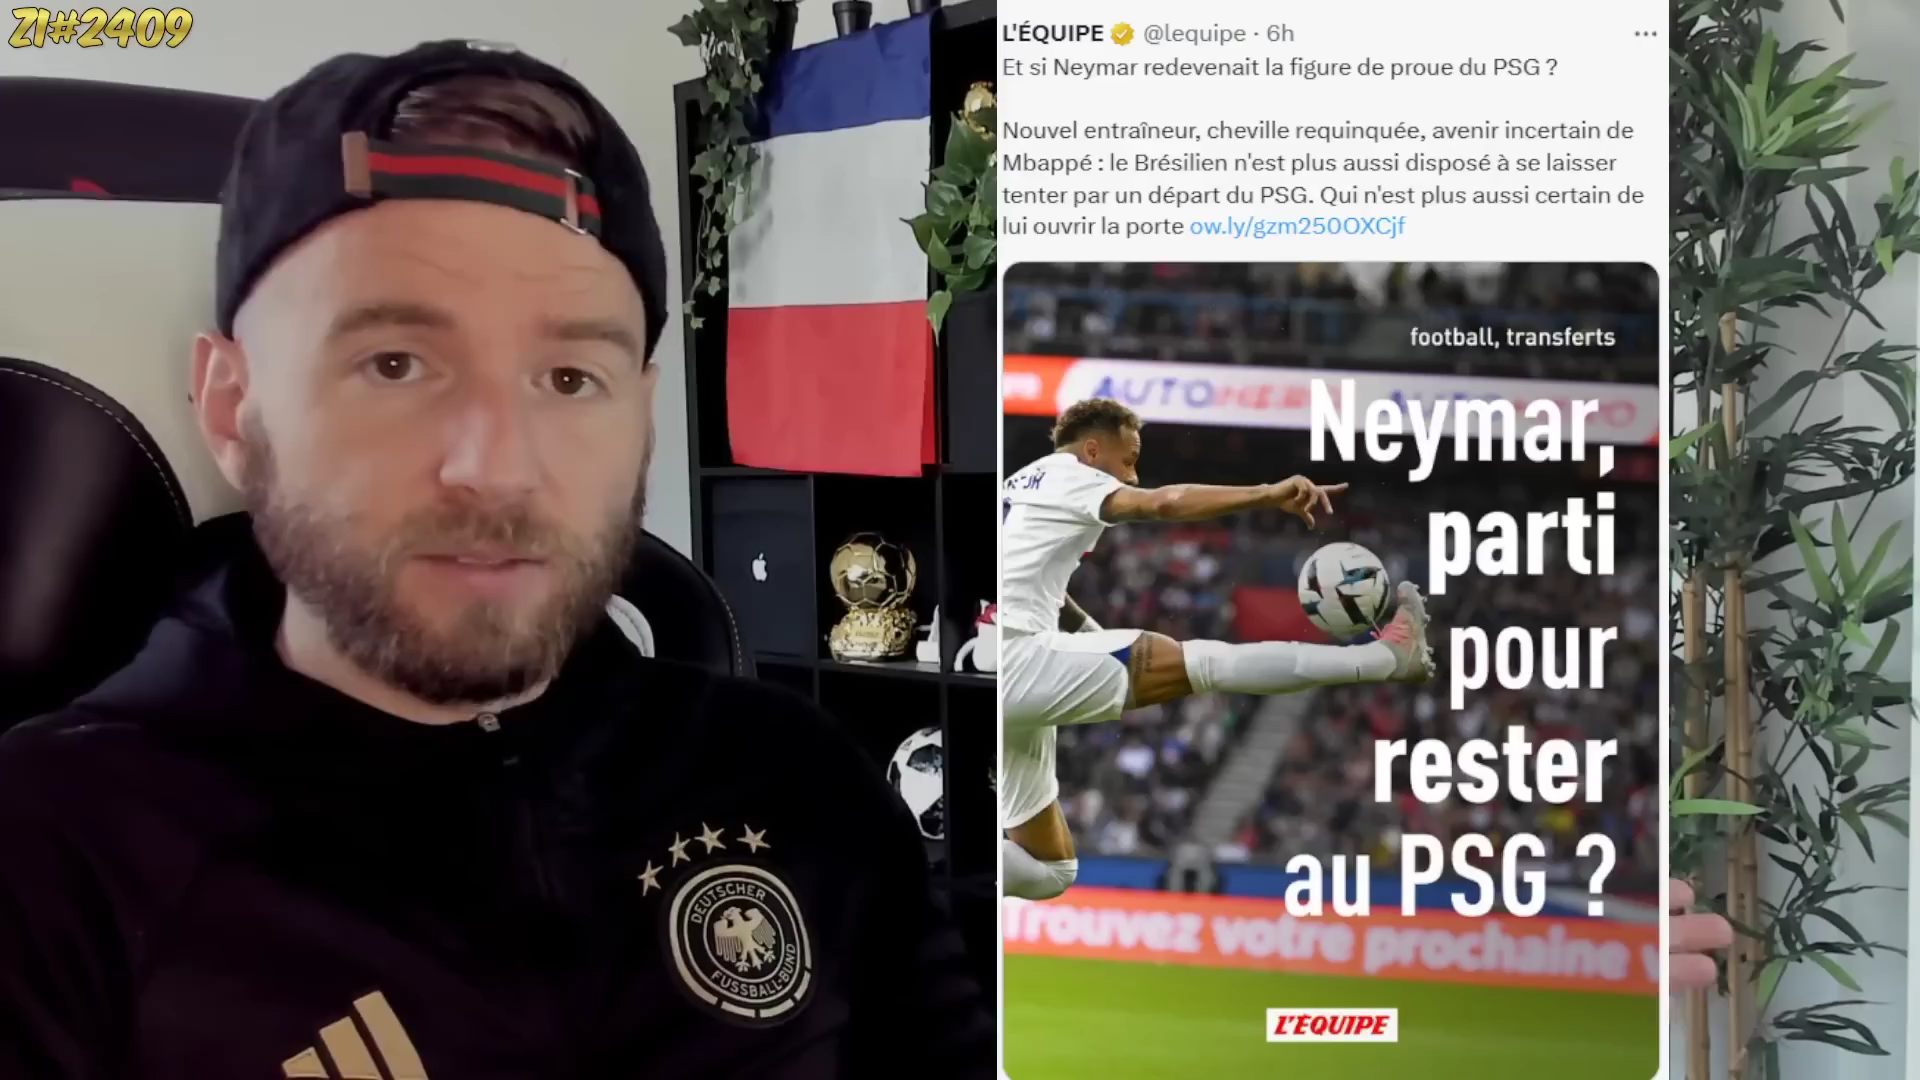 ZI#2409
L'ÉQUIPE @lequipe · 6h
Et si Neymar redevenait la figure de proue du PSG ?
Nouvel entraîneur, cheville requinquée, avenir incertain de
Mbappé : le Brésilien n'est plus aussi disposé à se laisser
tenter par un départ du PSG. Qui n'est plus aussi certain de
lui ouvrir la porte ow.ly/gzm250OXCjf
football, transferts
AUTOHERO
Neymar,
parti
pour
rester
au PSG ?
Trouvez votre prochaine
L'ÉQUIPE
DEUTSCHER
FUSSBALL-BUND